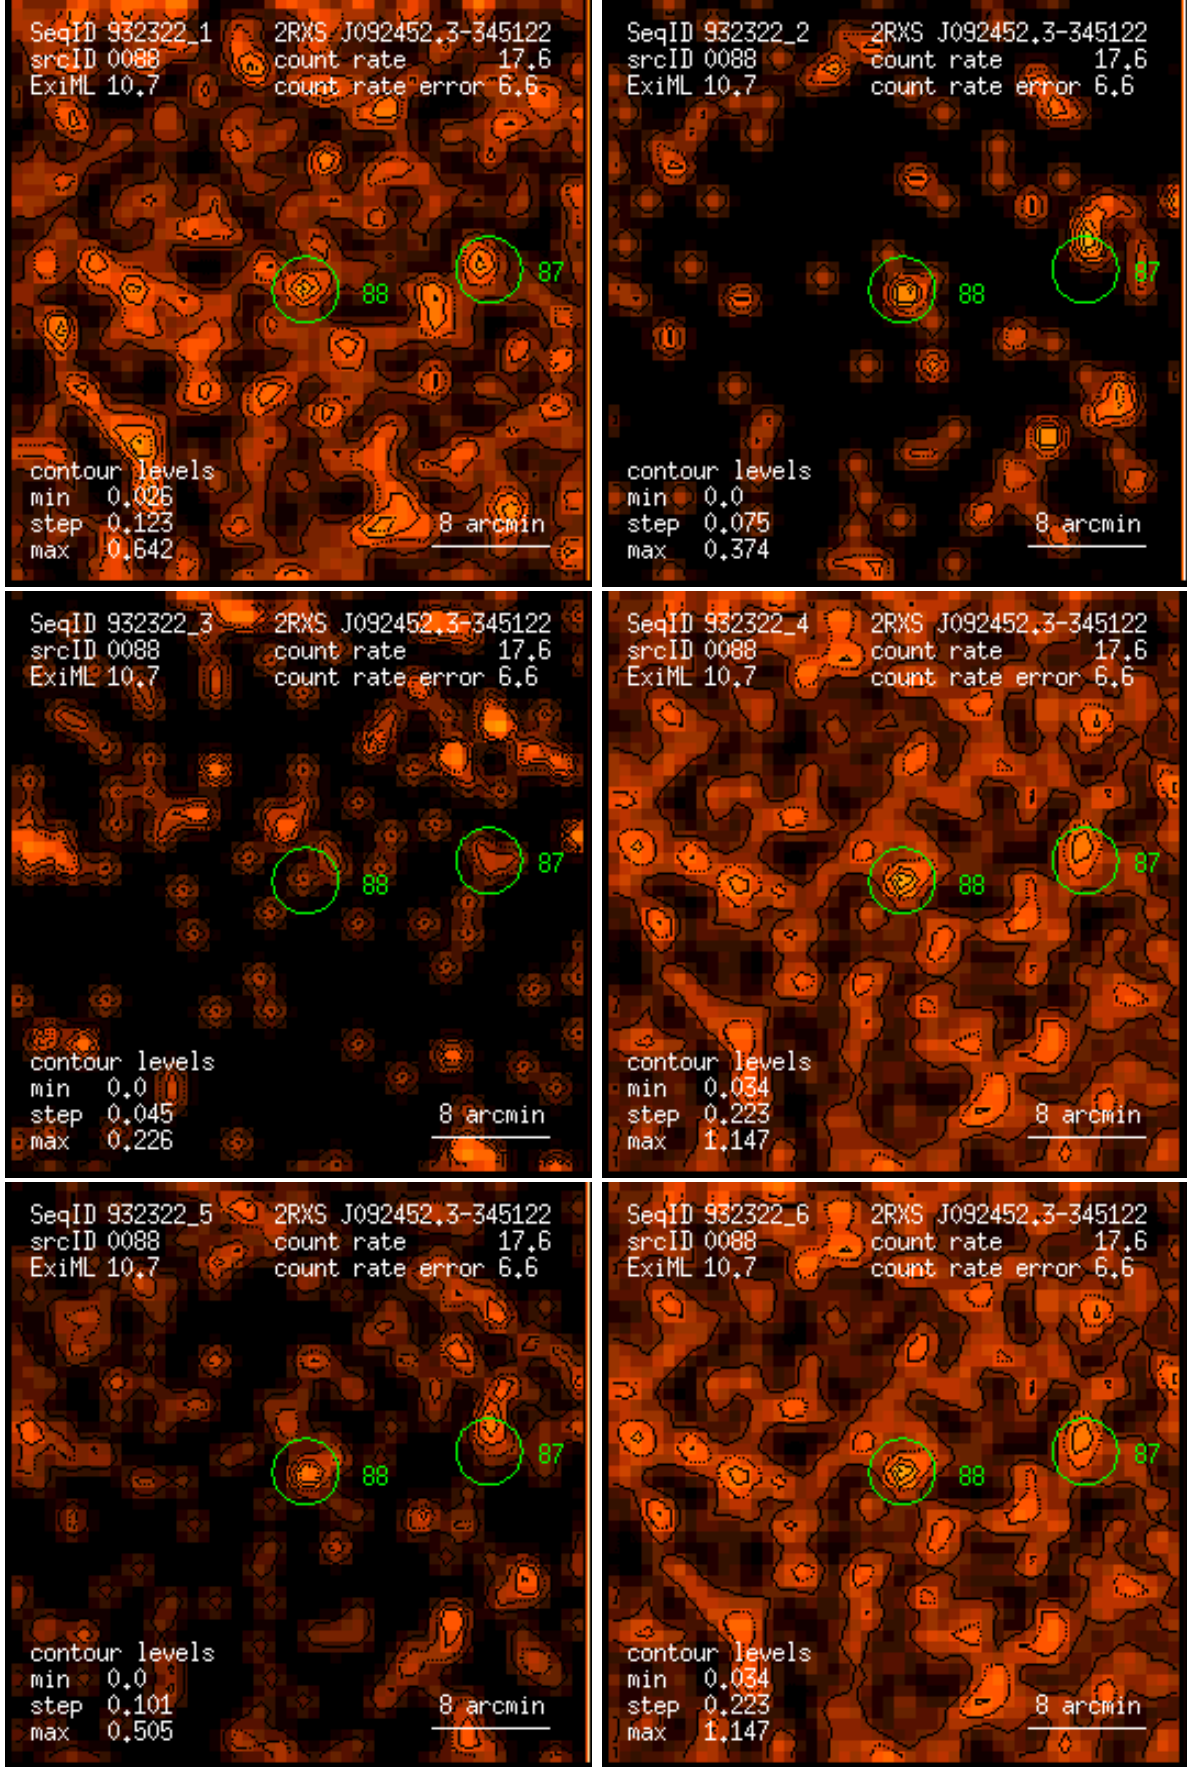 SeqID 932322_1 2RXS J092452.3-345122
srcID 0088 count rate 17.6
ExiML 10.7 count rate error 6.6
87
88
contour levels
min 0.026
step 0.123 8 arcmin
max 0.642
SeqID 932322_2 2RXS J092452.3-345122
srcID 0088 count rate 17.6
ExiML 10.7 count rate error 6.6
87
88
contour levels
min 0.0
step 0.075 8 arcmin
max 0.374
SeqID 932322_3 2RXS J092452.3-345122
srcID 0088 count rate 17.6
ExiML 10.7 count rate error 6.6
87
88
contour levels
min 0.0
step 0.045 8 arcmin
max 0.226
SeqID 932322_4 2RXS J092452.3-345122
srcID 0088 count rate 17.6
ExiML 10.7 count rate error 6.6
87
88
contour levels
min 0.034
step 0.223 8 arcmin
max 1.147
SeqID 932322_5 2RXS J092452.3-345122
srcID 0088 count rate 17.6
ExiML 10.7 count rate error 6.6
87
88
contour levels
min 0.0
step 0.101 8 arcmin
max 0.505
SeqID 932322_6 2RXS J092452.3-345122
srcID 0088 count rate 17.6
ExiML 10.7 count rate error 6.6
87
88
contour levels
min 0.034
step 0.223 8 arcmin
max 1.147